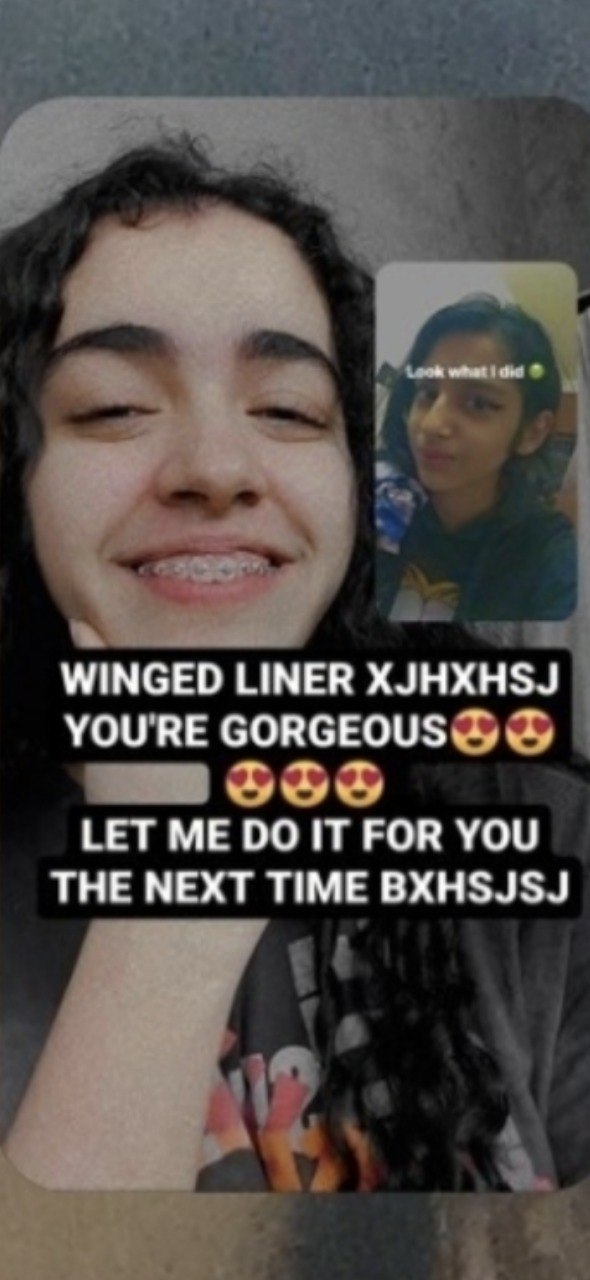 Look what I did 🥲
WINGED LINER XJHXHSJ
YOU'RE GORGEOUS😍😍
😍😍😍
LET ME DO IT FOR YOU
THE NEXT TIME BXHSJSJ